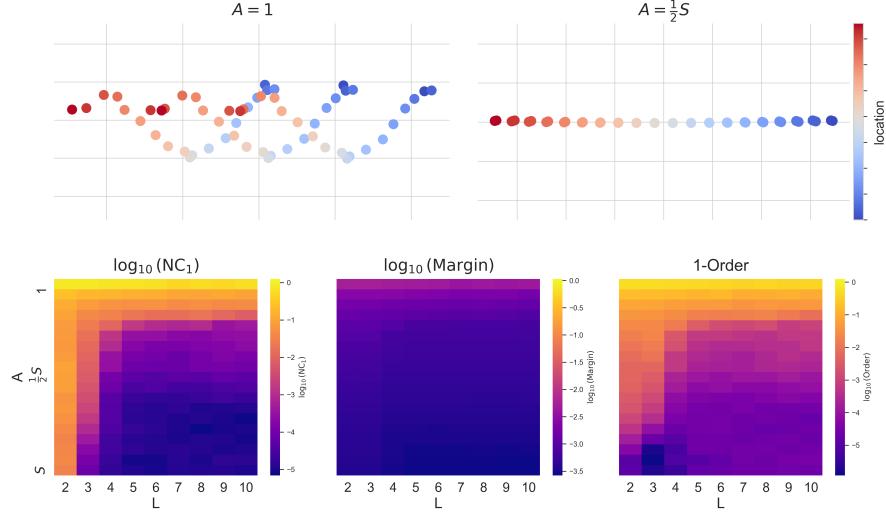 A = 1
A = 1/2 S
location
log10 (NC1)
log10 (Margin)
1-Order
1
1/2 S
S
A
2 3 4 5 6 7 8 9 10
L
0
−1
−2
−3
−4
−5
log10(NC1)
2 3 4 5 6 7 8 9 10
L
0.0
−0.5
−1.0
−1.5
−2.0
−2.5
−3.0
−3.5
log10(Margin)
2 3 4 5 6 7 8 9 10
L
0
−1
−2
−3
−4
−5
log10(Order)